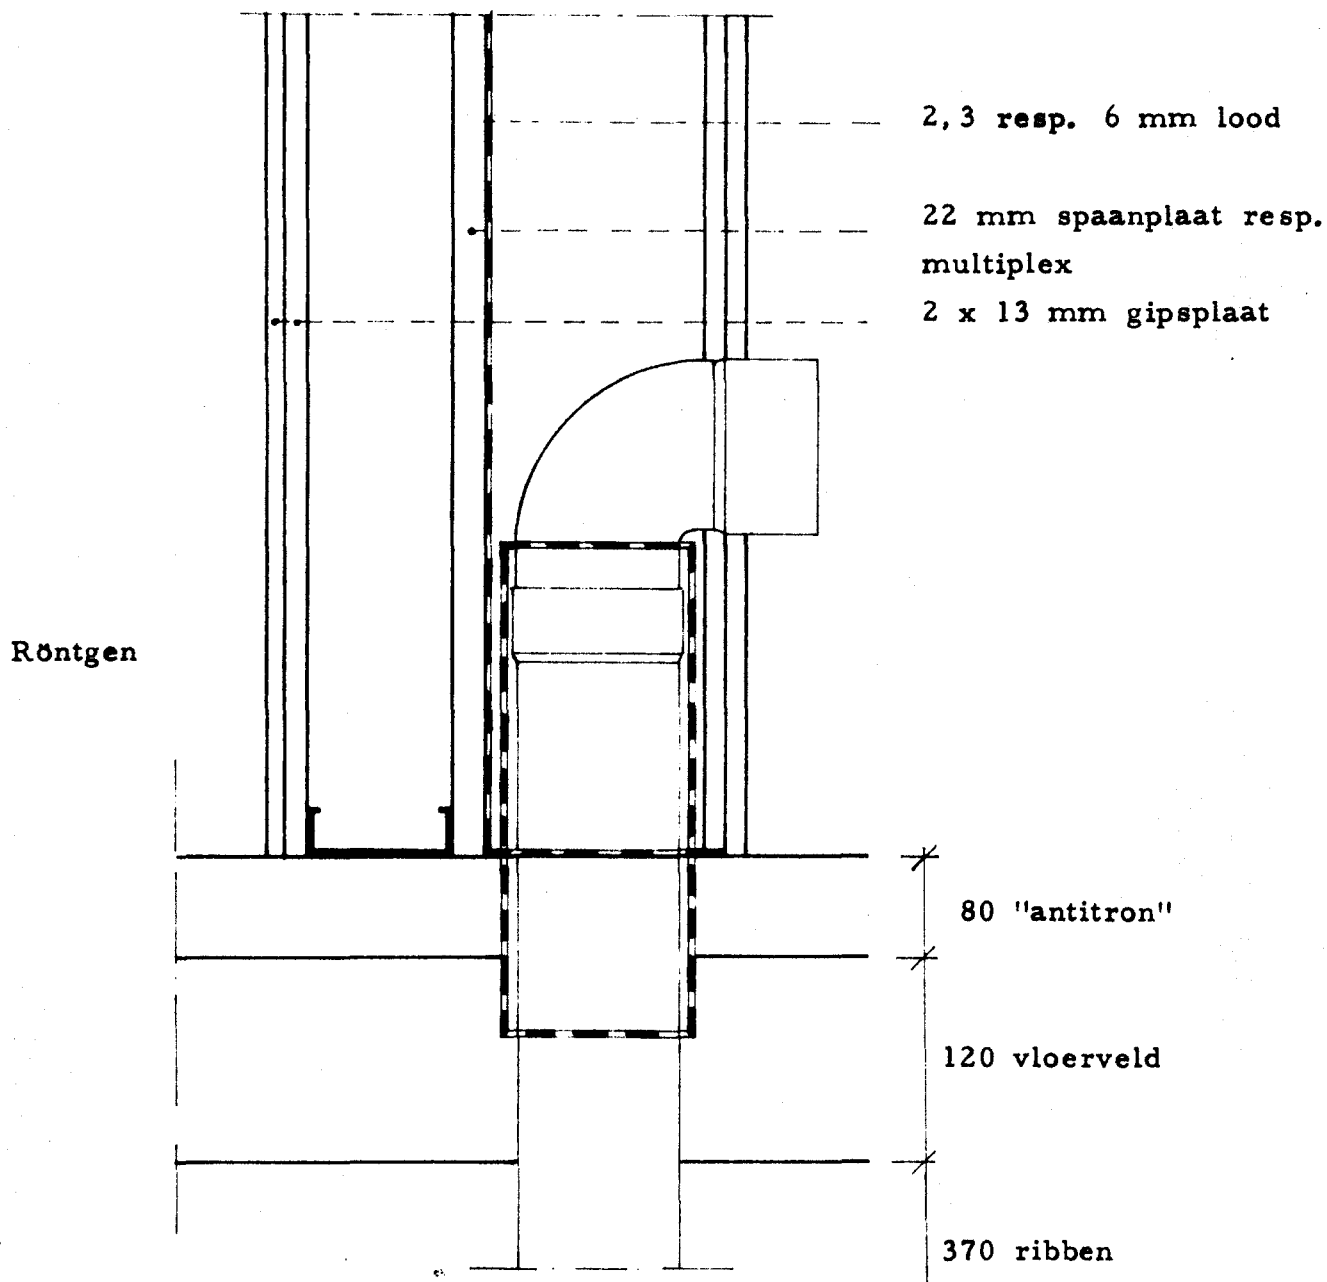 2,3 resp. 6 mm lood
22 mm spaanplaat resp.
multiplex
2 x 13 mm gipsplaat
Röntgen
80 "antitron"
120 vloerveld
370 ribben